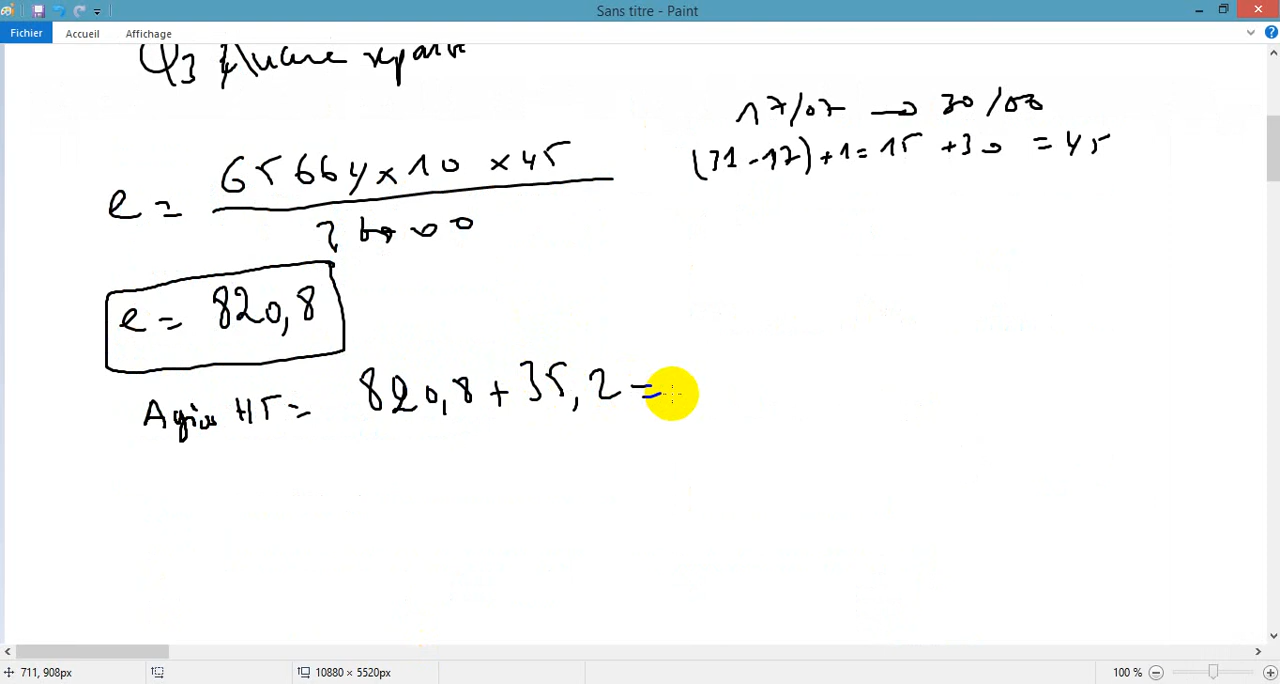 Sans titre - Paint
Fichier Accueil Affichage
17/07 → 30/08
(31-17)+1=15 +30 = 45
e = 65664 x 10 x 45
36000
e = 820,8
Agios HT = 820,8 + 35,2 =
711, 908px 10880 × 5520px 100 %